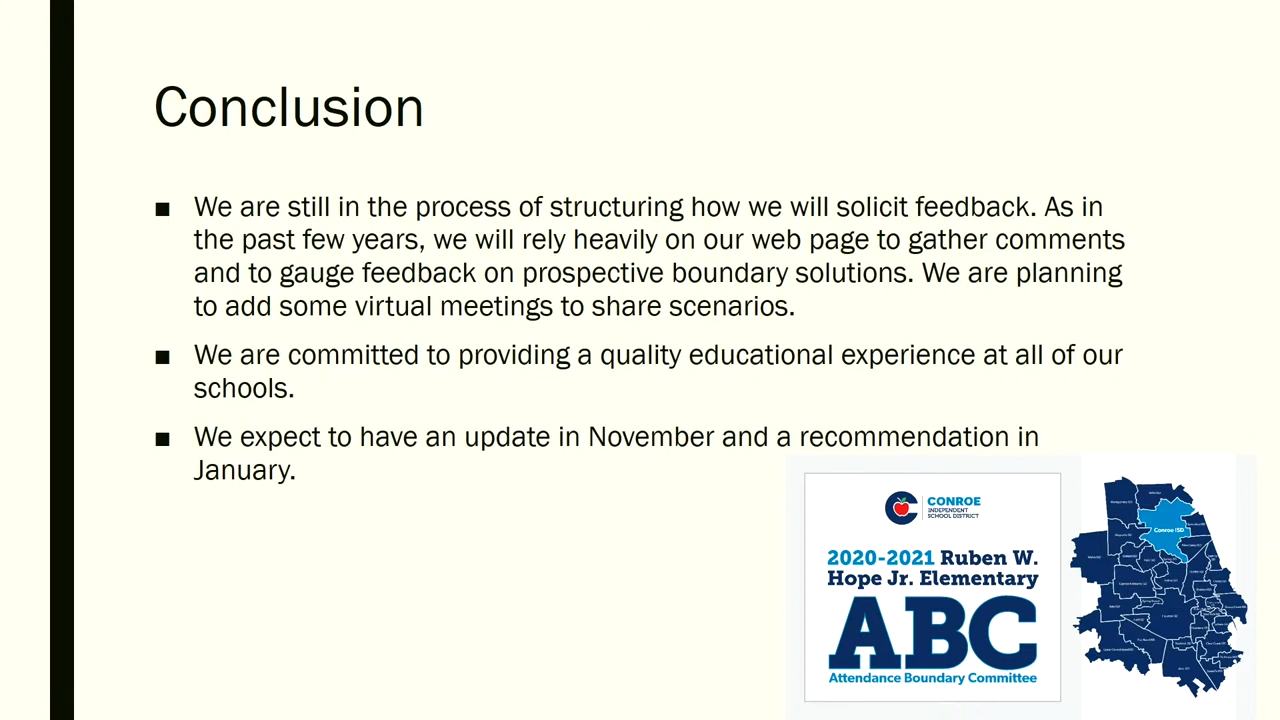 Conclusion
■ We are still in the process of structuring how we will solicit feedback. As in
the past few years, we will rely heavily on our web page to gather comments
and to gauge feedback on prospective boundary solutions. We are planning
to add some virtual meetings to share scenarios.
■ We are committed to providing a quality educational experience at all of our
schools.
■ We expect to have an update in November and a recommendation in
January.
CONROE
INDEPENDENT
SCHOOL DISTRICT
2020-2021 Ruben W.
Hope Jr. Elementary
ABC
Attendance Boundary Committee
Conroe ISD